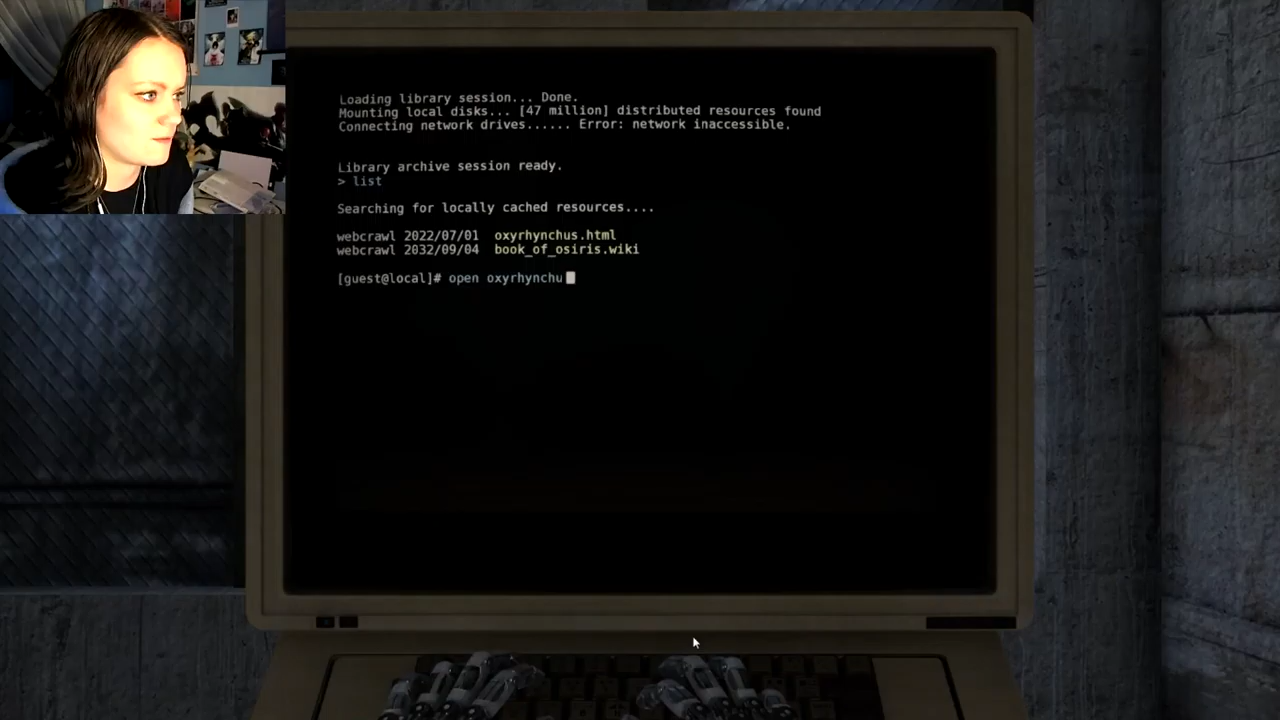 Loading library session... Done.
Mounting local disks... [47 million] distributed resources found
Connecting network drives...... Error: network inaccessible.
Library archive session ready.
> list
Searching for locally cached resources....
webcrawl 2022/07/01 oxyrhynchus.html
webcrawl 2032/09/04 book_of_osiris.wiki
[guest@local]# open oxyrhynchu